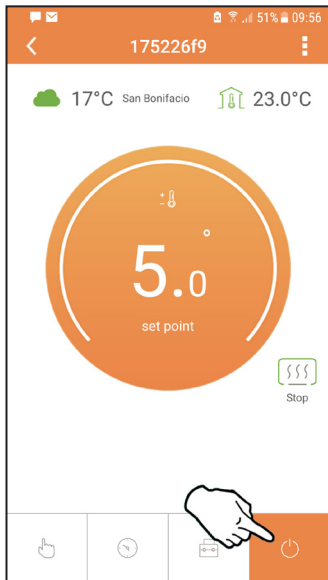 51% 09:56
175226f9
17°C San Bonifacio 23.0°C
5.0°
set point
Stop